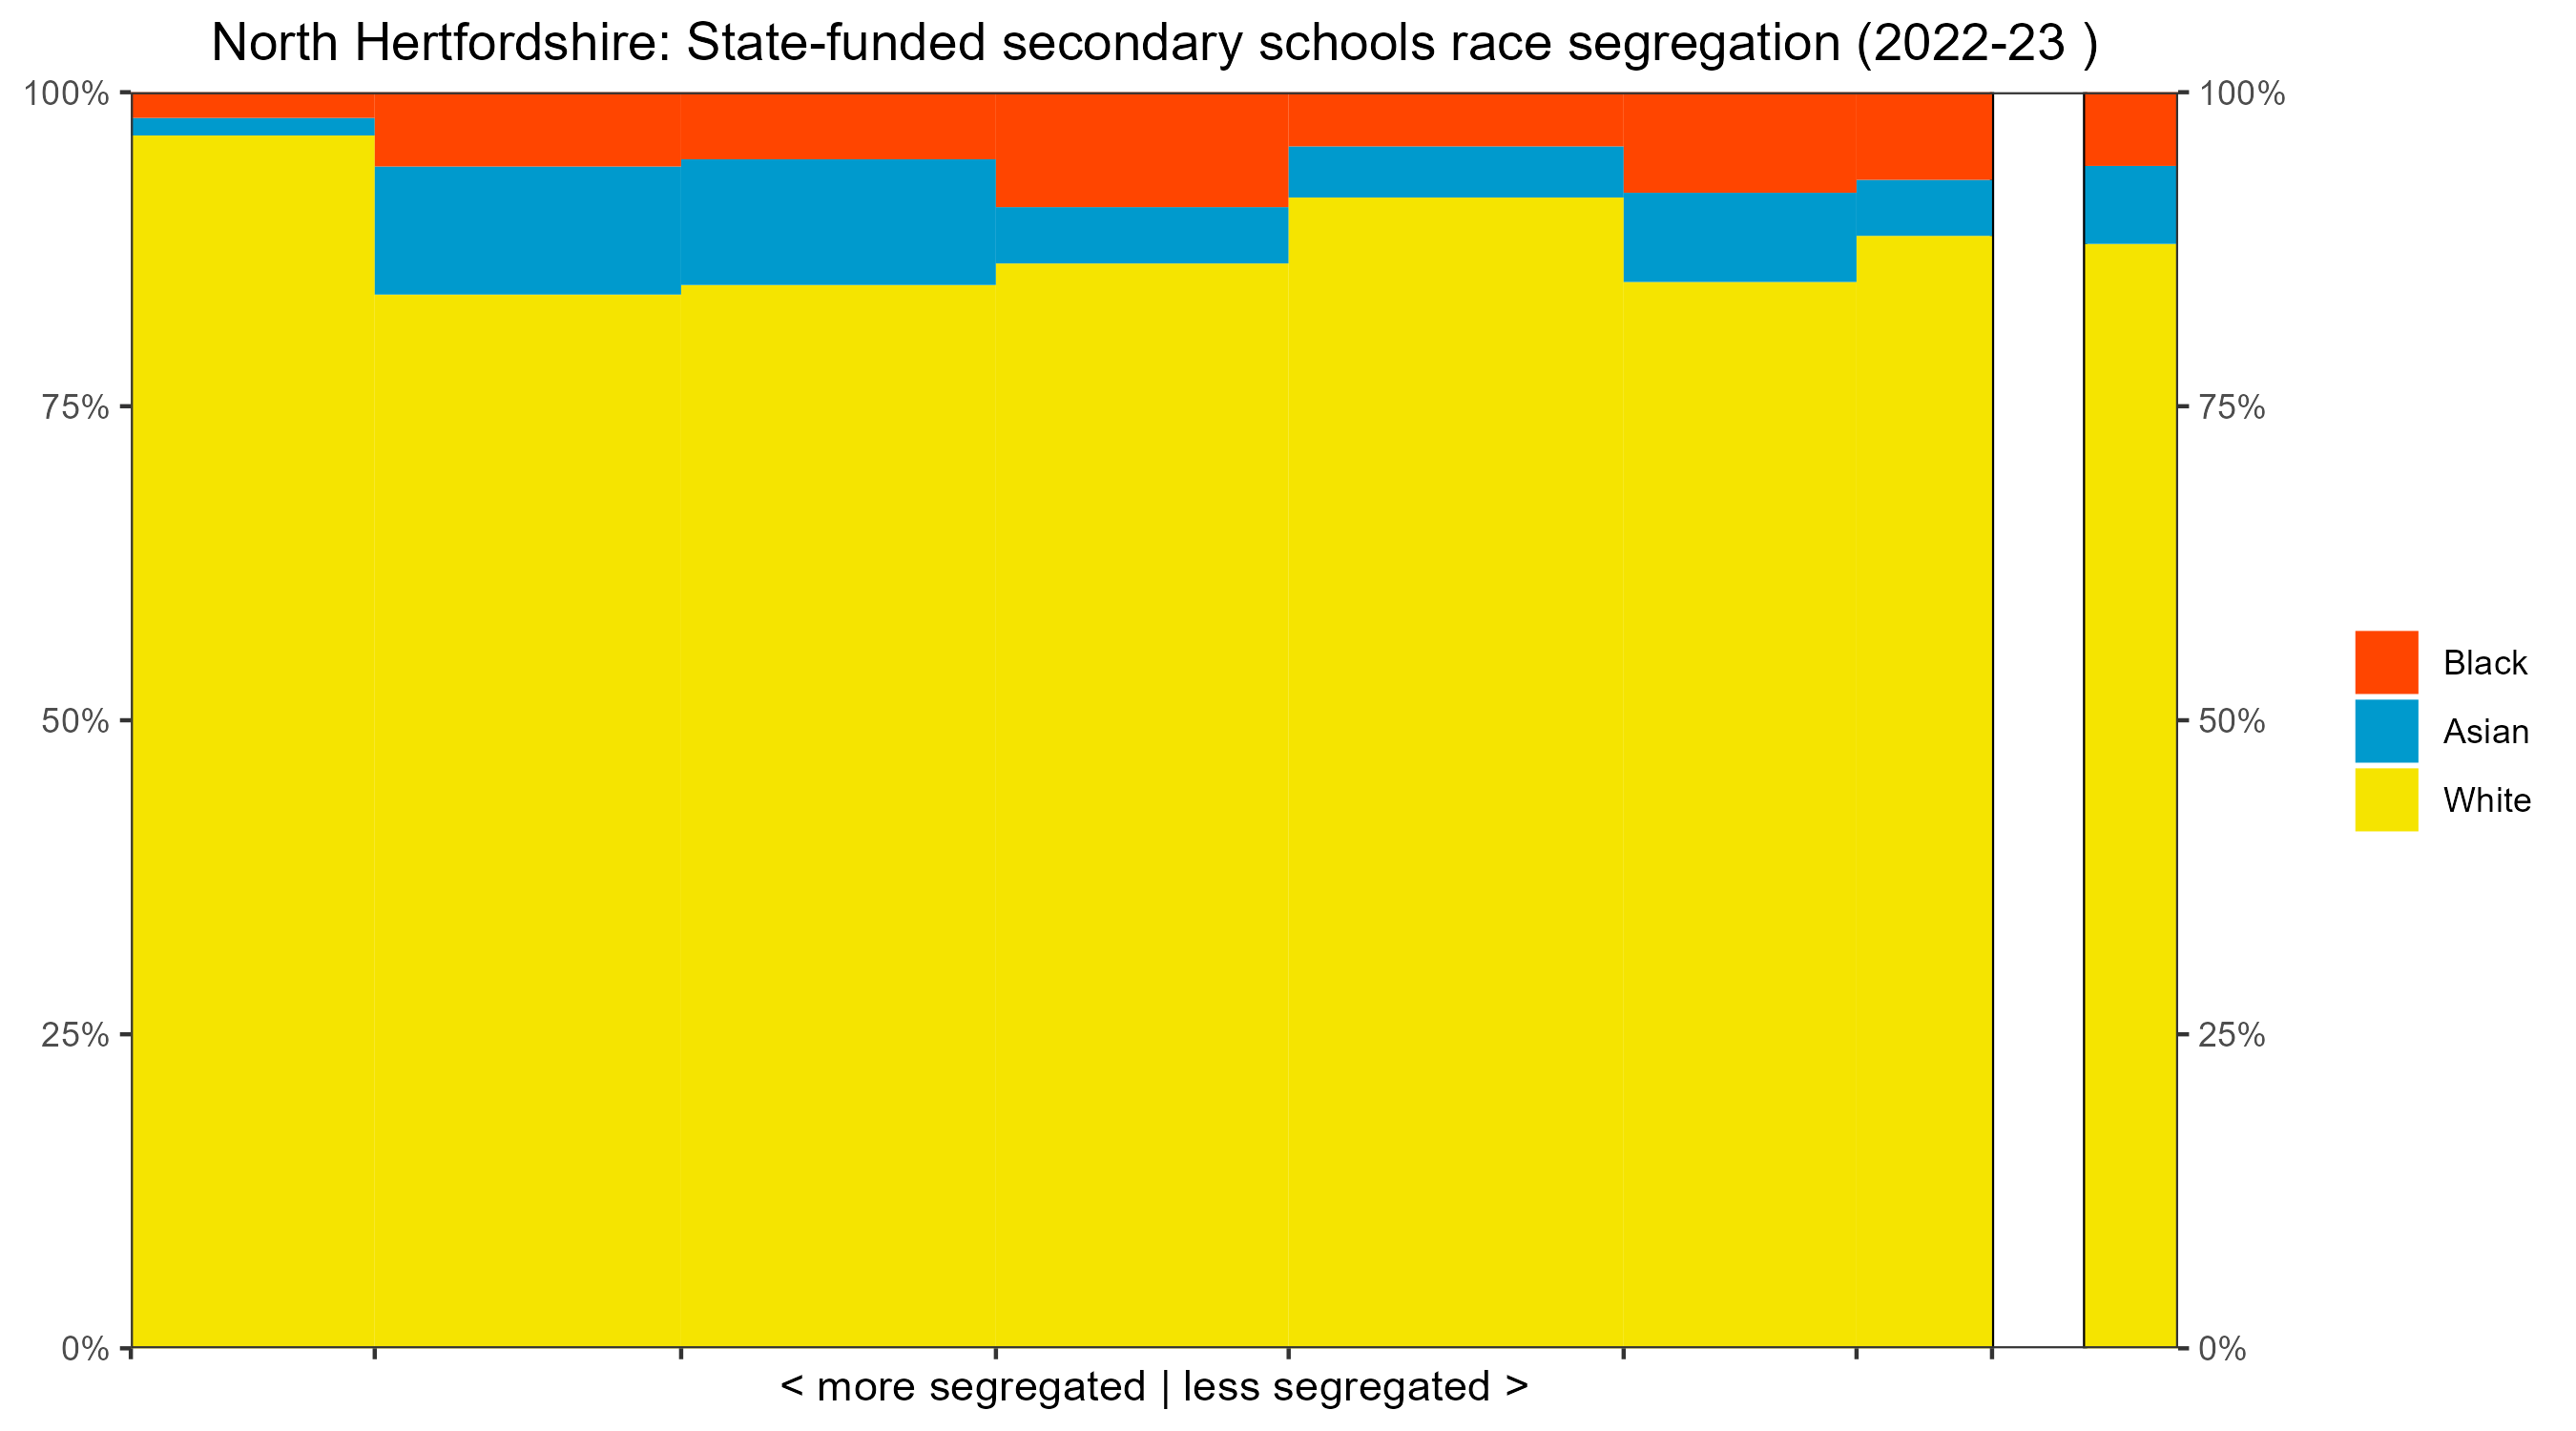 North Hertfordshire: State-funded secondary schools race segregation (2022-23 )
100%
75%
50%
25%
0%
100%
75%
50%
25%
0%
Black
Asian
White
< more segregated | less segregated >